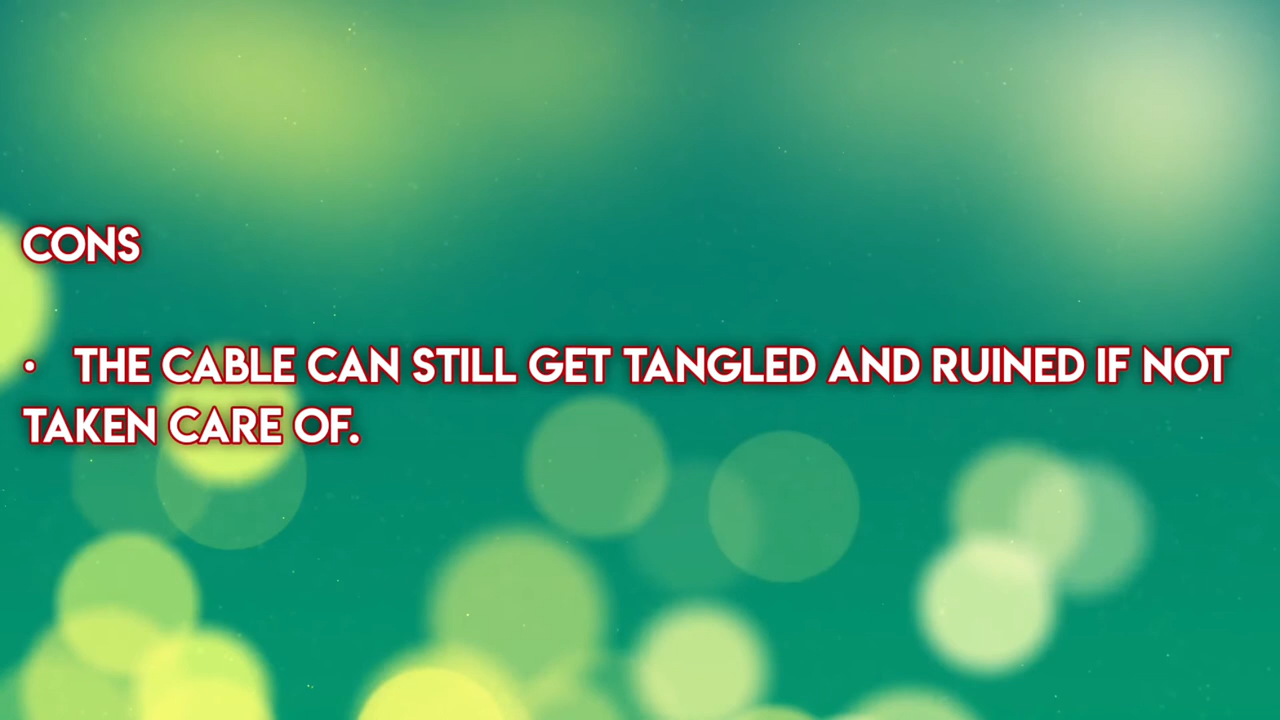 CONS
· THE CABLE CAN STILL GET TANGLED AND RUINED IF NOT
TAKEN CARE OF.